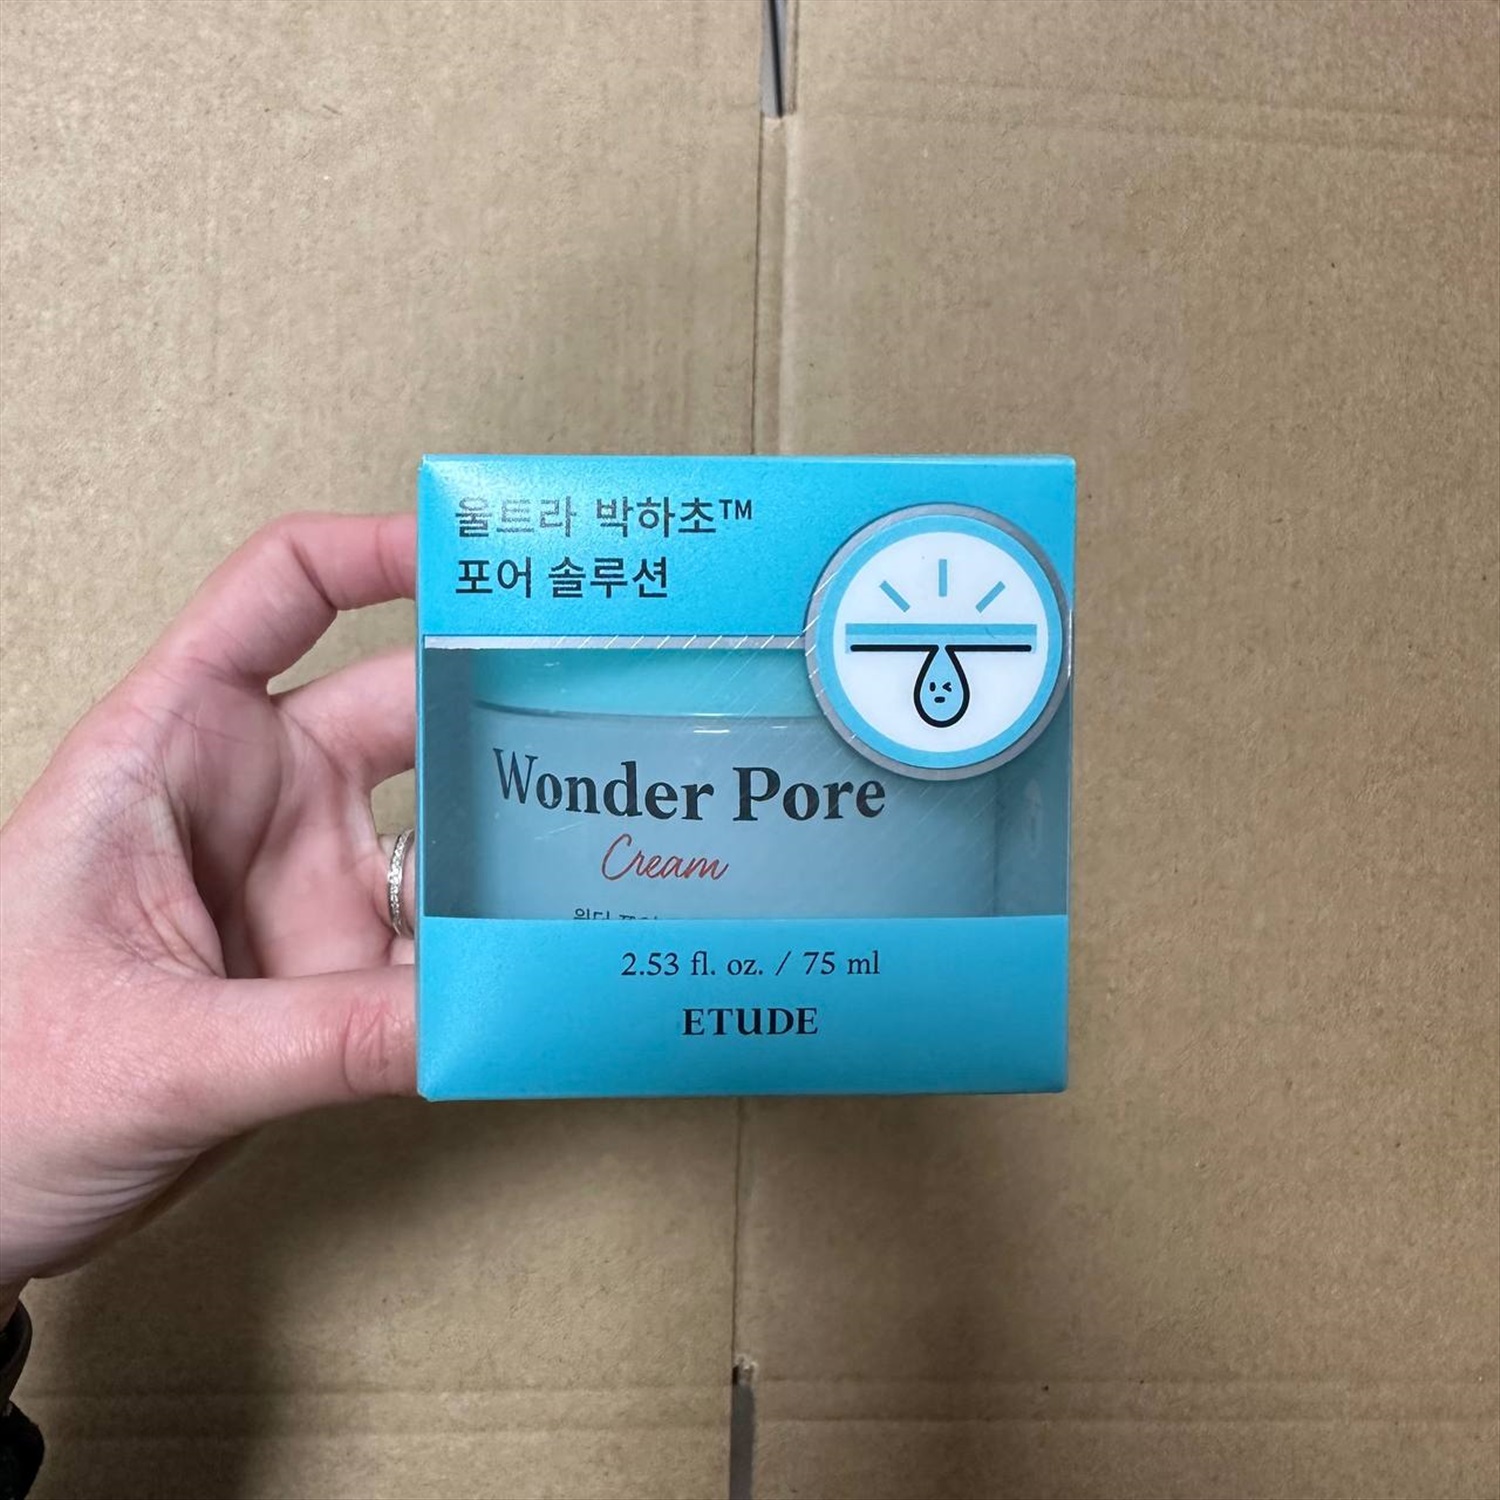 울트라 박하초™
포어 솔루션
Wonder Pore
Cream
2.53 fl. oz. / 75 ml
ETUDE